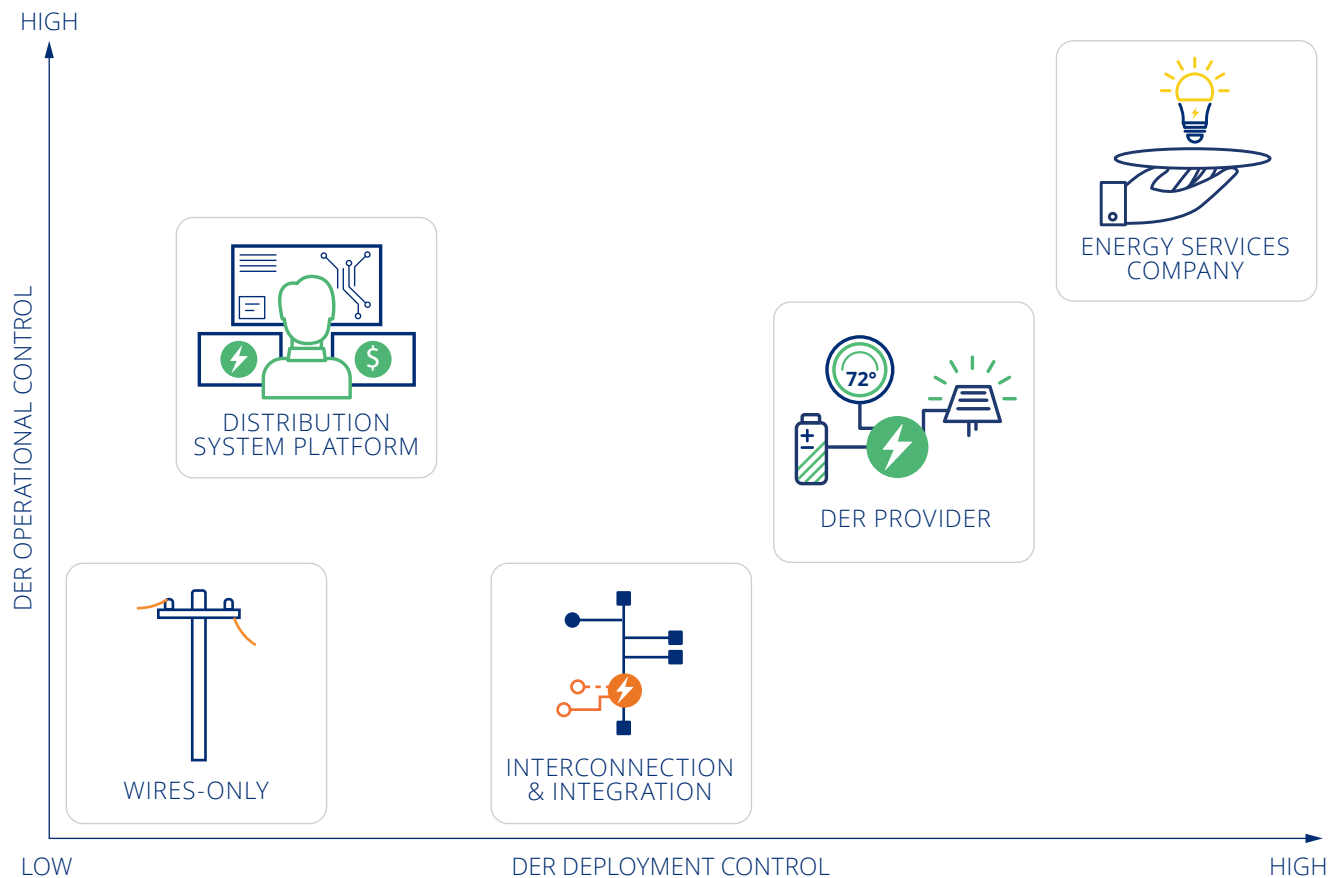 HIGH
ENERGY SERVICES
COMPANY
DER OPERATIONAL CONTROL
$
DISTRIBUTION
SYSTEM PLATFORM
72°
+
−
DER PROVIDER
WIRES-ONLY
INTERCONNECTION
& INTEGRATION
LOW
DER DEPLOYMENT CONTROL
HIGH